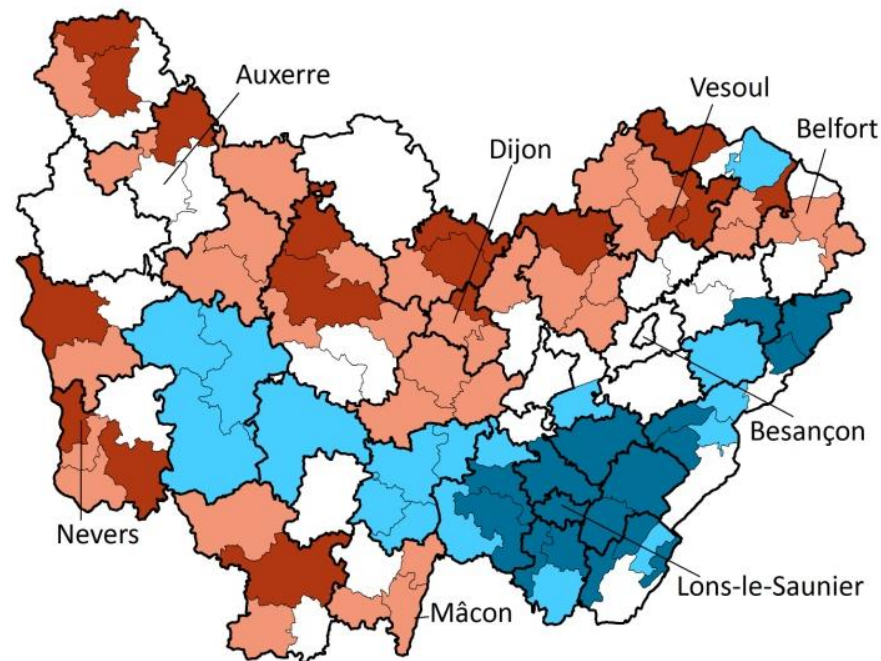 Auxerre
Vesoul
Belfort
Dijon
Besançon
Nevers
Lons-le-Saunier
Mâcon